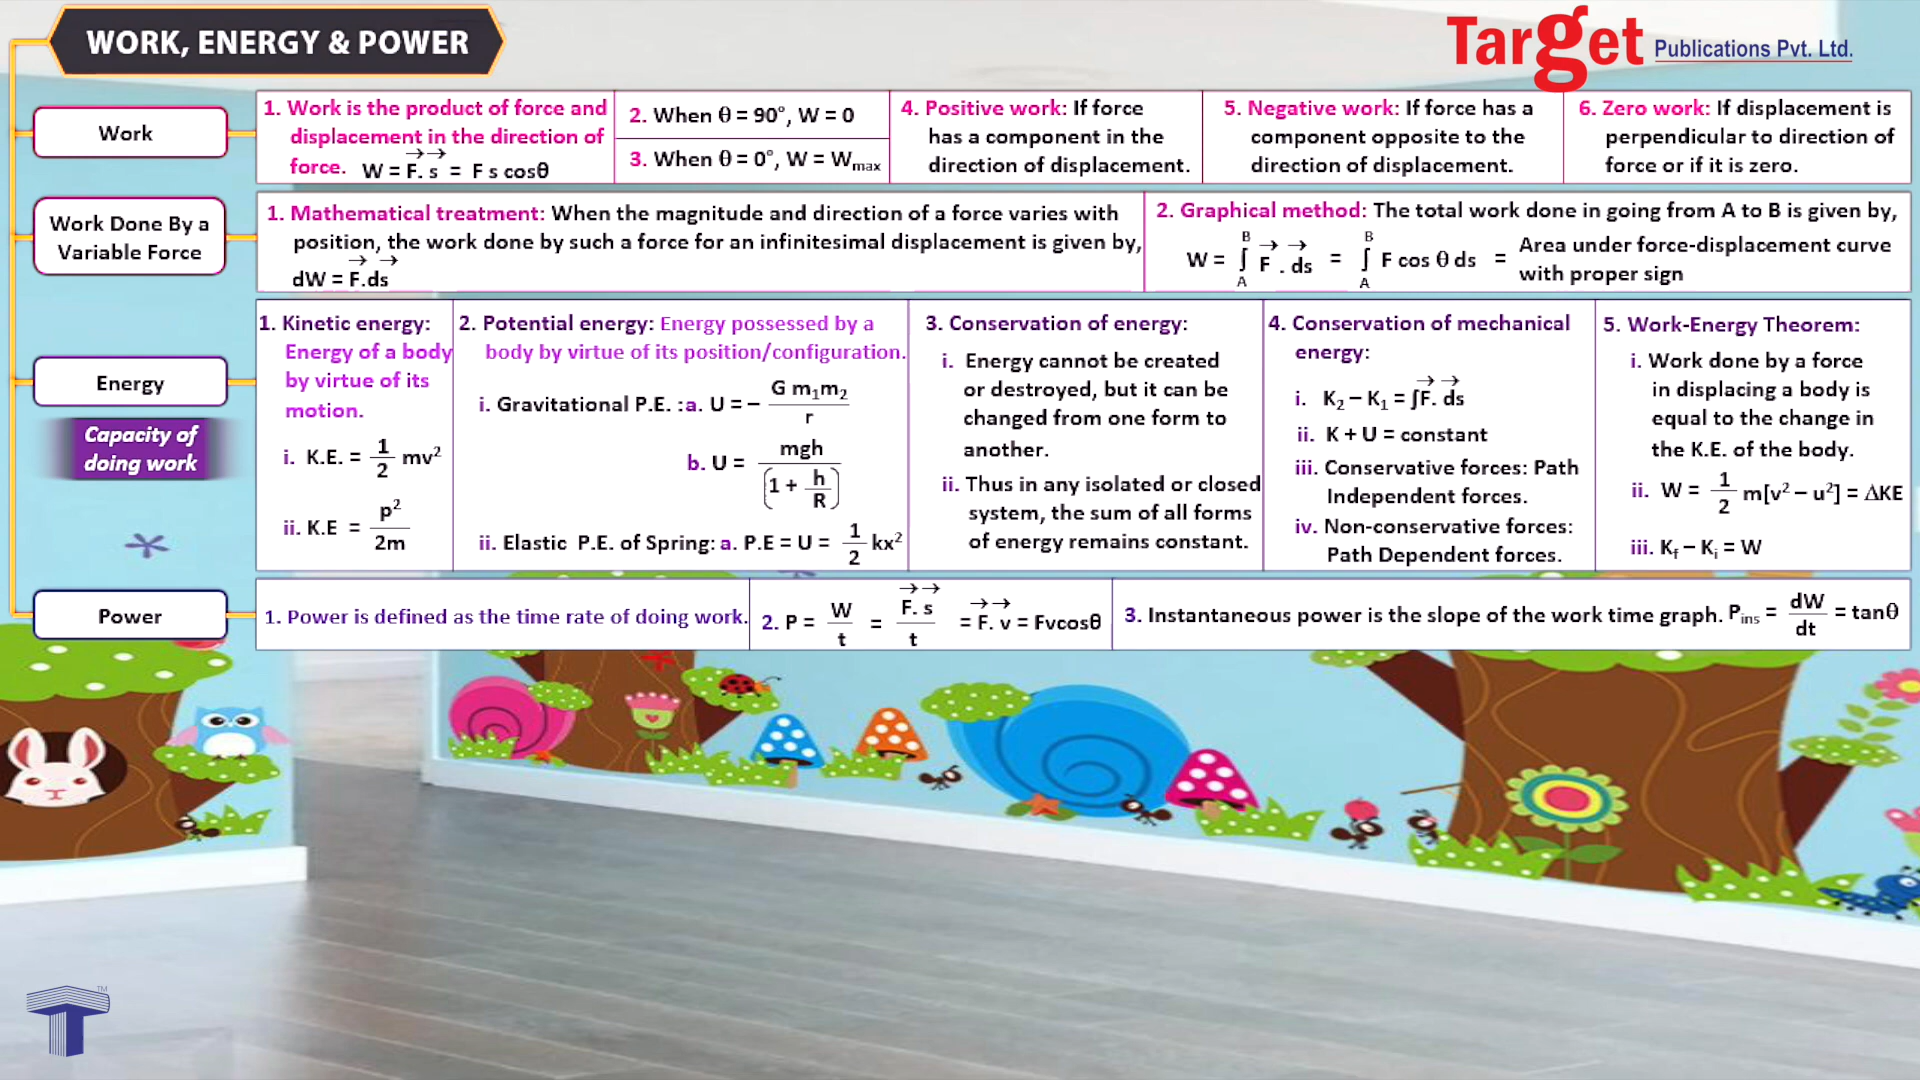 WORK, ENERGY & POWER
Target Publications Pvt. Ltd.
Work
1. Work is the product of force and
displacement in the direction of
force. W = F⃗. s⃗ = F s cosθ
2. When θ = 90°, W = 0
3. When θ = 0°, W = Wmax
4. Positive work: If force
has a component in the
direction of displacement.
5. Negative work: If force has a
component opposite to the
direction of displacement.
6. Zero work: If displacement is
perpendicular to direction of
force or if it is zero.
Work Done By a
Variable Force
1. Mathematical treatment: When the magnitude and direction of a force varies with
position, the work done by such a force for an infinitesimal displacement is given by,
dW = F⃗.ds⃗
2. Graphical method: The total work done in going from A to B is given by,
W = ∫_A^B F⃗ . ds⃗ = ∫_A^B F cos θ ds = Area under force-displacement curve
with proper sign
Energy
Capacity of
doing work
1. Kinetic energy:
Energy of a body
by virtue of its
motion.
i. K.E. = 1/2 mv²
ii. K.E = p²/2m
2. Potential energy: Energy possessed by a
body by virtue of its position/configuration.
i. Gravitational P.E. :a. U = − G m₁m₂/r
b. U = mgh/(1 + h/R)
ii. Elastic P.E. of Spring: a. P.E = U = 1/2 kx²
3. Conservation of energy:
i. Energy cannot be created
or destroyed, but it can be
changed from one form to
another.
ii. Thus in any isolated or closed
system, the sum of all forms
of energy remains constant.
4. Conservation of mechanical
energy:
i. K₂ – K₁ = ∫F⃗. ds⃗
ii. K + U = constant
iii. Conservative forces: Path
Independent forces.
iv. Non-conservative forces:
Path Dependent forces.
5. Work-Energy Theorem:
i. Work done by a force
in displacing a body is
equal to the change in
the K.E. of the body.
ii. W = 1/2 m[v² – u²] = ΔKE
iii. Kf – Ki = W
Power
1. Power is defined as the time rate of doing work.
2. P = W/t = F⃗. s⃗/t = F⃗. v⃗ = Fvcosθ
3. Instantaneous power is the slope of the work time graph. Pins = dW/dt = tanθ
T
TM